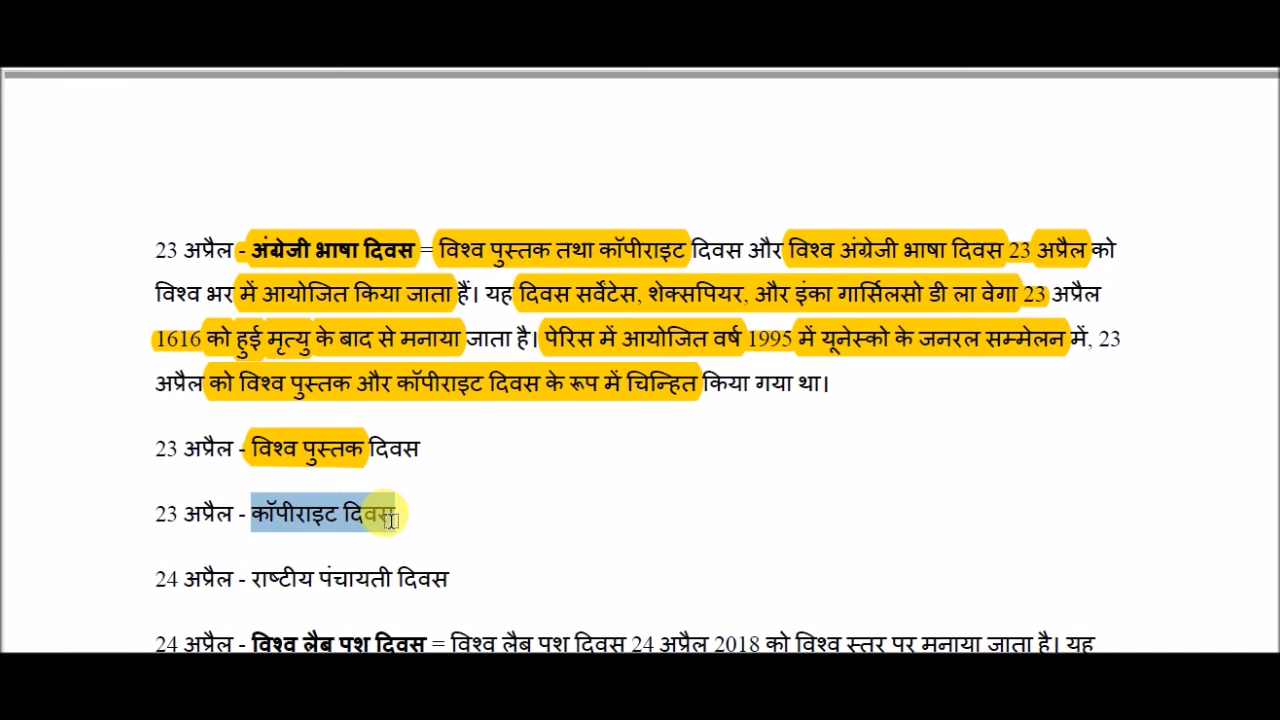 23 अप्रैल - अंग्रेजी भाषा दिवस = विश्व पुस्तक तथा कॉपीराइट दिवस और विश्व अंग्रेजी भाषा दिवस 23 अप्रैल को
विश्व भर में आयोजित किया जाता हैं। यह दिवस सर्वेटेस, शेक्सपियर, और इंका गार्सिलसो डी ला वेगा 23 अप्रैल
1616 को हुई मृत्यु के बाद से मनाया जाता है। पेरिस में आयोजित वर्ष 1995 में यूनेस्को के जनरल सम्मेलन में, 23
अप्रैल को विश्व पुस्तक और कॉपीराइट दिवस के रूप में चिन्हित किया गया था।
23 अप्रैल - विश्व पुस्तक दिवस
23 अप्रैल - कॉपीराइट दिवस
24 अप्रैल - राष्टीय पंचायती दिवस
24 अप्रैल - विश्व लैब पश दिवस = विश्व लैब पश दिवस 24 अप्रैल 2018 को विश्व स्तर पर मनाया जाता है। यह